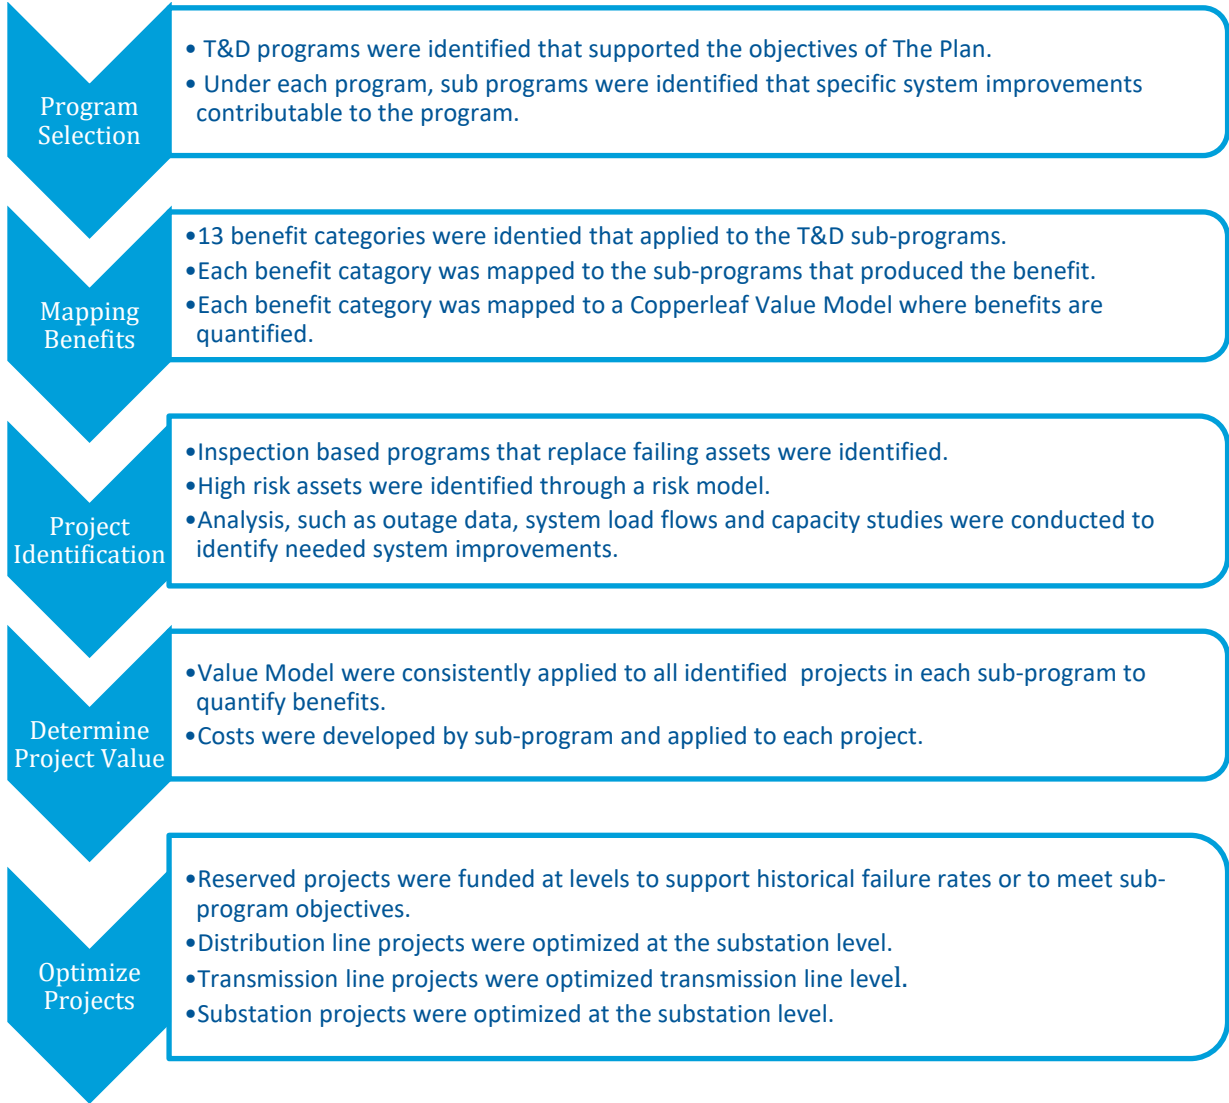 Program
Selection
• T&D programs were identified that supported the objectives of The Plan.
• Under each program, sub programs were identified that specific system improvements
contributable to the program.
Mapping
Benefits
•13 benefit categories were identied that applied to the T&D sub-programs.
•Each benefit catagory was mapped to the sub-programs that produced the benefit.
•Each benefit category was mapped to a Copperleaf Value Model where benefits are
quantified.
Project
Identification
•Inspection based programs that replace failing assets were identified.
•High risk assets were identified through a risk model.
•Analysis, such as outage data, system load flows and capacity studies were conducted to
identify needed system improvements.
Determine
Project Value
•Value Model were consistently applied to all identified projects in each sub-program to
quantify benefits.
•Costs were developed by sub-program and applied to each project.
Optimize
Projects
•Reserved projects were funded at levels to support historical failure rates or to meet sub-
program objectives.
•Distribution line projects were optimized at the substation level.
•Transmission line projects were optimized transmission line level.
•Substation projects were optimized at the substation level.